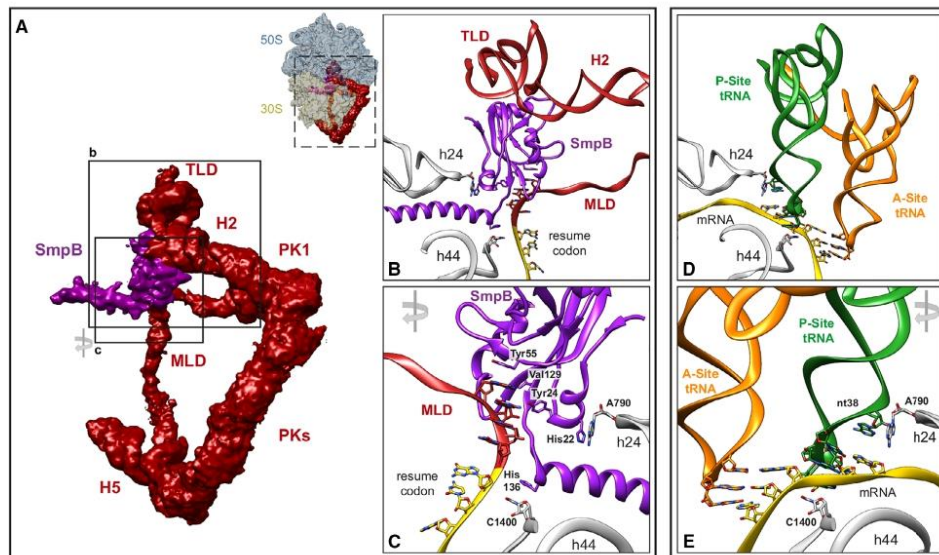 A
50S
30S
b
TLD
H2
SmpB
PK1
c
MLD
PKs
H5
TLD
H2
SmpB
h24
MLD
resume
codon
h44
B
SmpB
Tyr55
Val129
Tyr24
MLD
A790
His22
h24
resume
codon
His
136
C1400
C
h44
D
P-Site
tRNA
h24
A-Site
tRNA
mRNA
h44
P-Site
tRNA
A-Site
tRNA
nt38
A790
h24
mRNA
C1400
E
h44